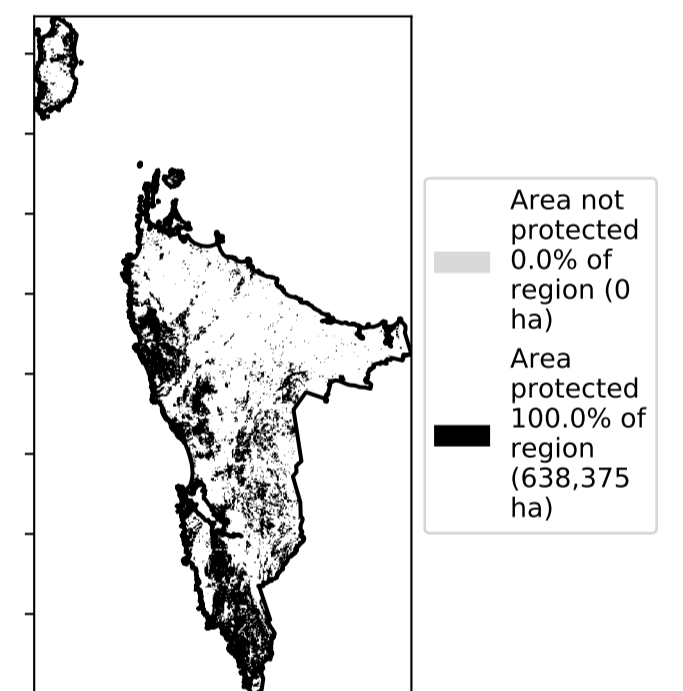 Area not
protected
0.0% of
region (0
ha)
Area
protected
100.0% of
region
(638,375
ha)